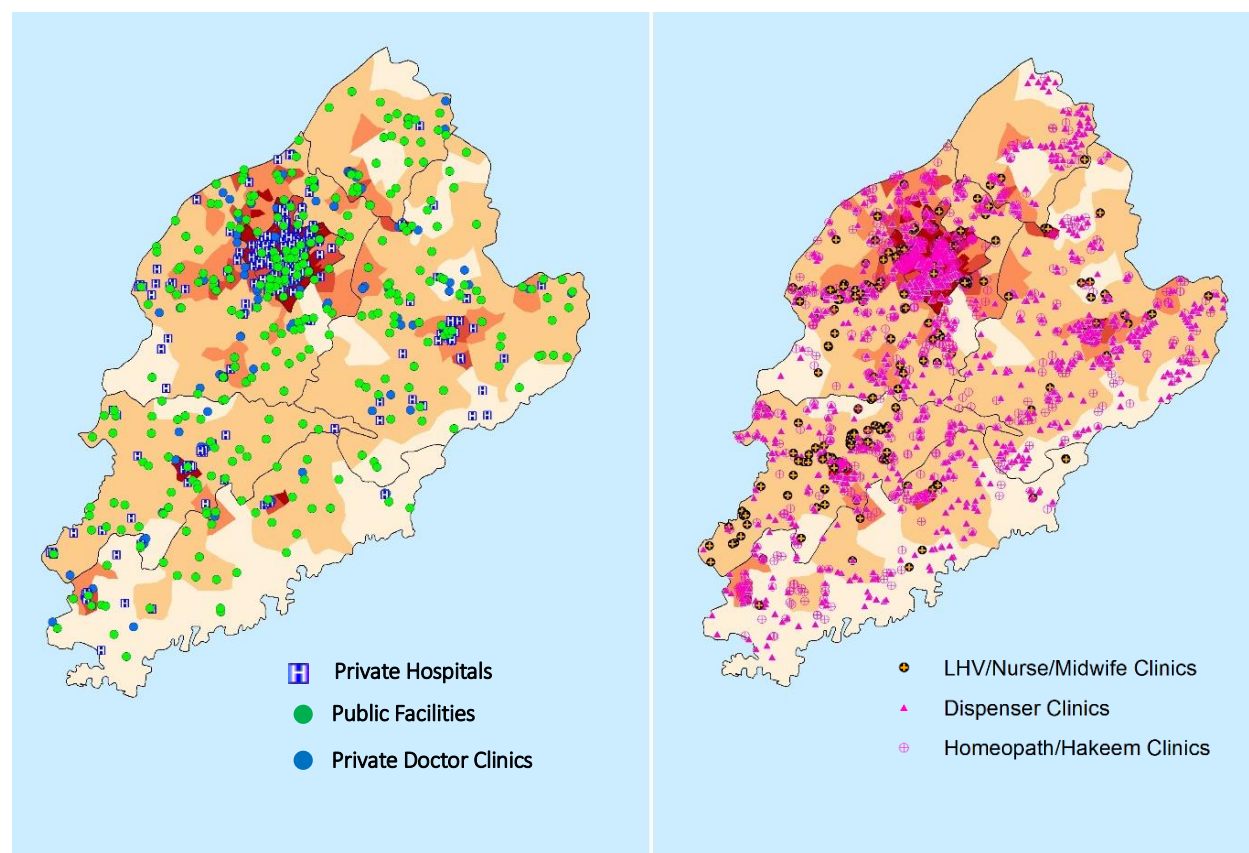 Private Hospitals
Public Facilities
Private Doctor Clinics
LHV/Nurse/Midwife Clinics
Dispenser Clinics
Homeopath/Hakeem Clinics